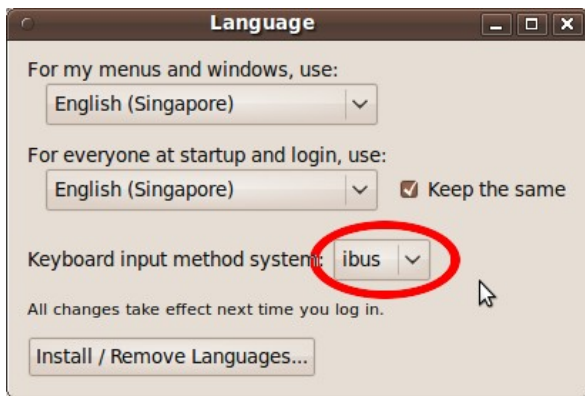 Language
For my menus and windows, use:
English (Singapore)
For everyone at startup and login, use:
English (Singapore) Keep the same
Keyboard input method system: ibus
All changes take effect next time you log in.
Install / Remove Languages...